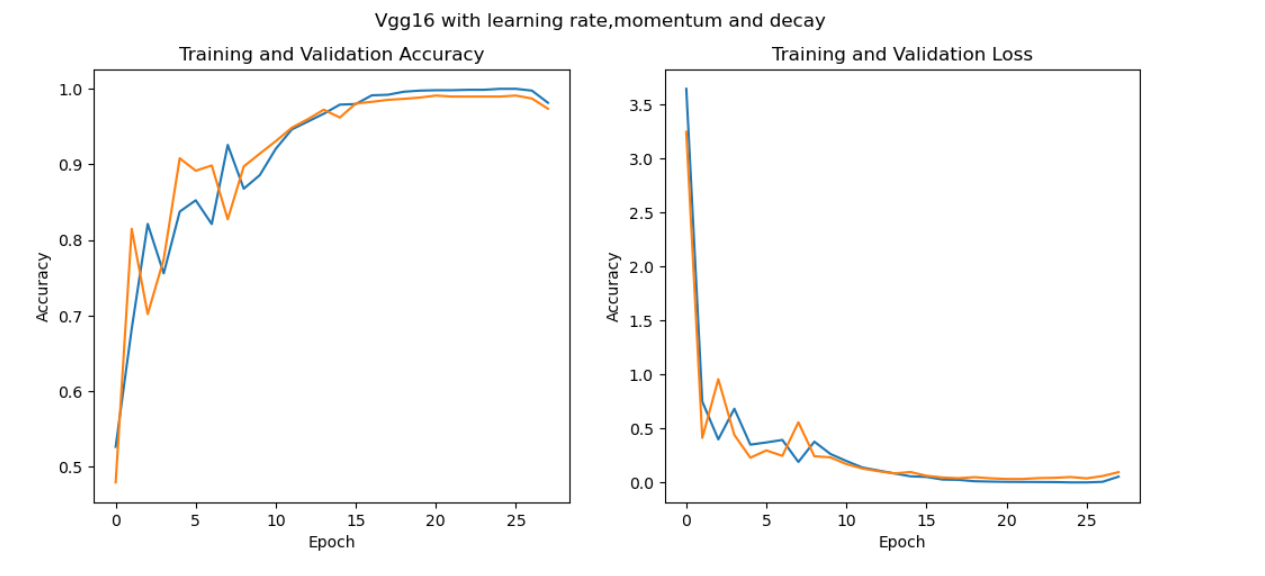 Vgg16 with learning rate,momentum and decay
Training and Validation Accuracy
1.0
0.9
0.8
0.7
0.6
0.5
Accuracy
0 5 10 15 20 25
Epoch
Training and Validation Loss
3.5
3.0
2.5
2.0
1.5
1.0
0.5
0.0
Accuracy
0 5 10 15 20 25
Epoch